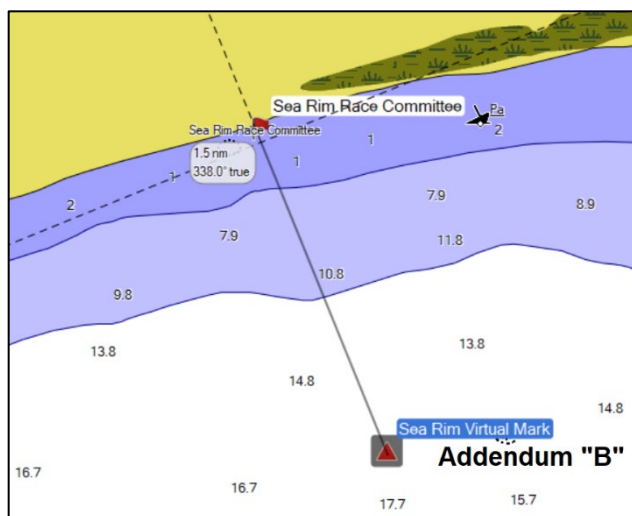 Sea Rim Race Committee
Pa
Sea Rim Race Committee
2
1
1
1.5 nm
1
338.0° true
1
2
7.9
8.9
7.9
11.8
10.8
9.8
13.8
13.8
14.8
14.8
Sea Rim Virtual Mark
Addendum "B"
16.7
16.7
17.7
15.7